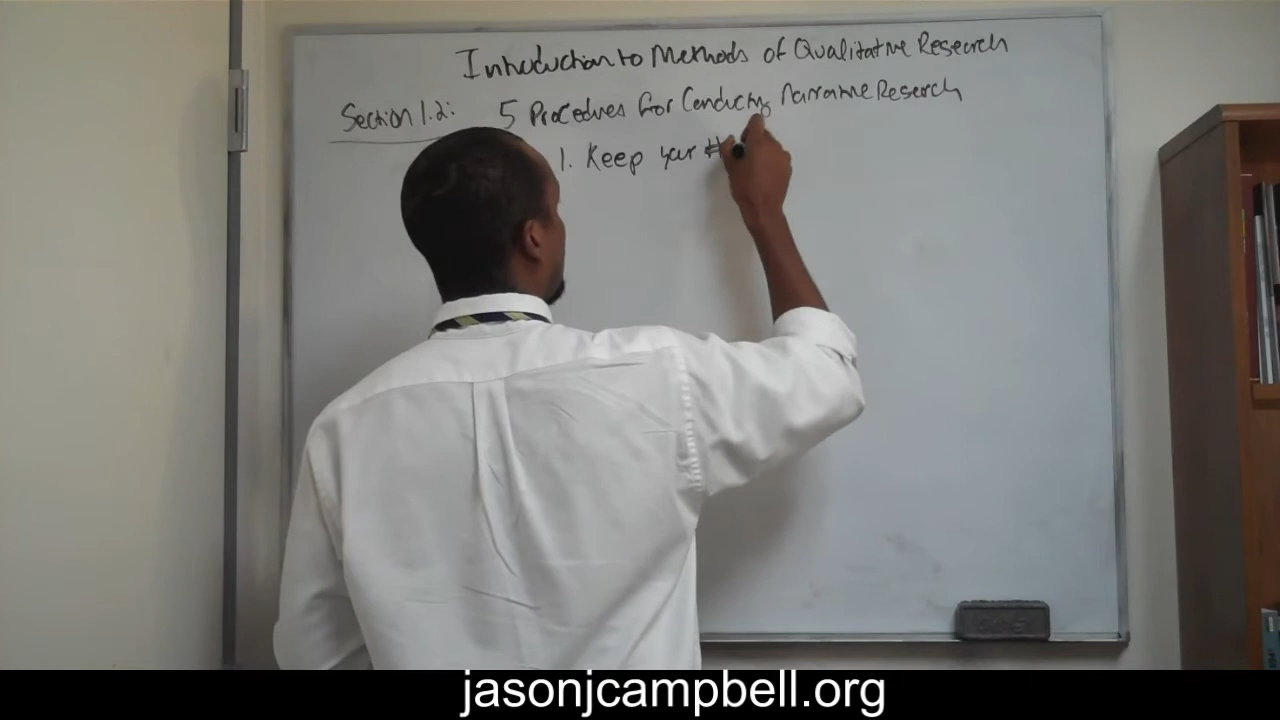 Introduction to Methods of Qualitative Research
Section 1.2: 5 Procedures for Conducting Narrative Research
1. Keep your #
jasonjcampbell.org